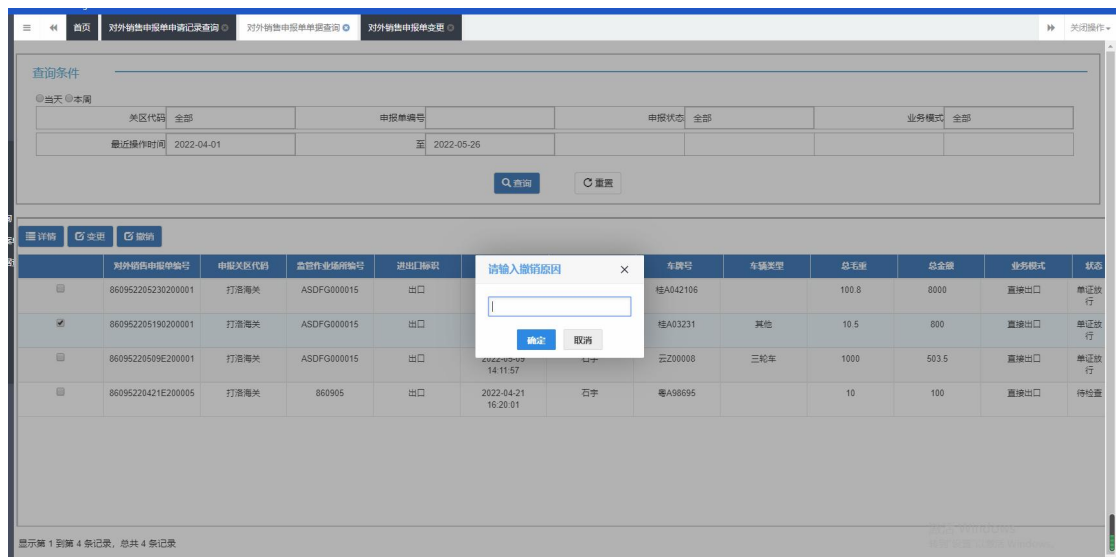 首页 对外销售申报单申请记录查询 对外销售申报单单据查询 对外销售申报单变更 关闭操作
查询条件
当天 本周
关区代码 全部 申报单编号 申报状态 全部 业务模式 全部
最近操作时间 2022-04-01 至 2022-05-26
查询 重置
详情 变更 撤销
对外销售申报单编号 申报关区代码 监管作业场所编号 进出口标识 车牌号 车辆类型 总毛重 总金额 业务模式 状态
请输入撤销原因 ×
860952205230200001 打洛海关 ASDFG000015 出口 桂A042106 100.8 8000 直接出口 单证放
行
860952205190200001 打洛海关 ASDFG000015 出口 桂A03231 其他 10.5 800 直接出口 单证放
行
确定 取消
86095220509E200001 打洛海关 ASDFG000015 出口 2022-05-09 石宇 云Z00008 三轮车 1000 503.5 直接出口 单证放
14:11:57 行
86095220421E200005 打洛海关 860905 出口 2022-04-21 石宇 粤A98695 10 100 直接出口 待检查
16:20:01
显示第 1 到第 4 条记录，总共 4 条记录